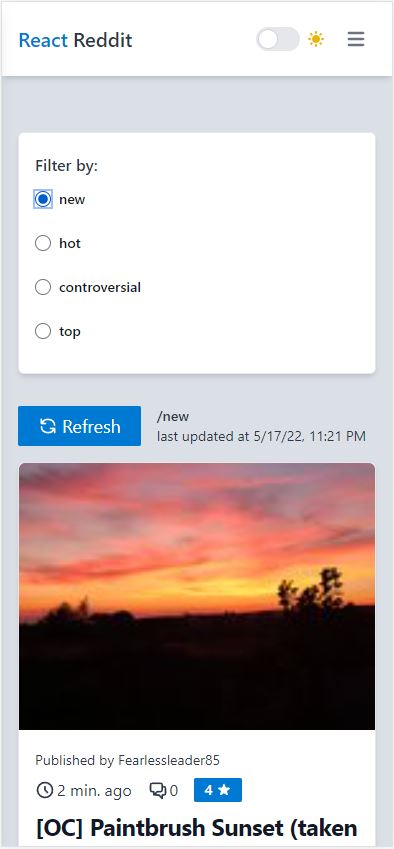 React Reddit
Filter by:
new
hot
controversial
top
Refresh
/new
last updated at 5/17/22, 11:21 PM
Published by Fearlessleader85
2 min. ago 0 4
[OC] Paintbrush Sunset (taken